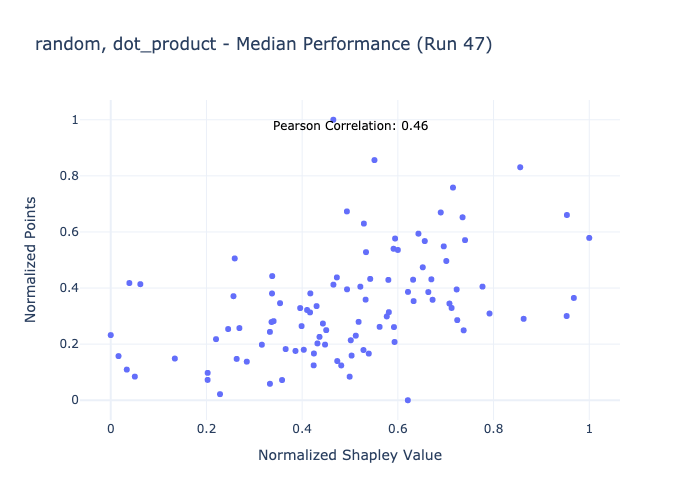 random, dot_product - Median Performance (Run 47)
Pearson Correlation: 0.46
1
0.8
0.6
0.4
0.2
0
Normalized Points
0 0.2 0.4 0.6 0.8 1
Normalized Shapley Value